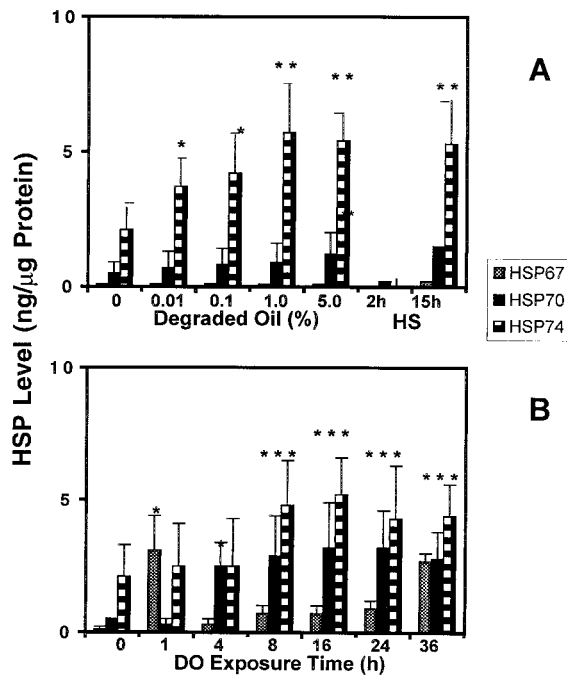 10
5
0
A
* *
* *
* *
*
*
**
0 0.01 0.1 1.0 5.0 2h 15h
Degraded Oil (%) HS
HSP Level (ng/µg Protein)
HSP67
HSP70
HSP74
10
5
0
B
* * *
* * *
* * *
* * *
*
*
0 1 4 8 16 24 36
DO Exposure Time (h)